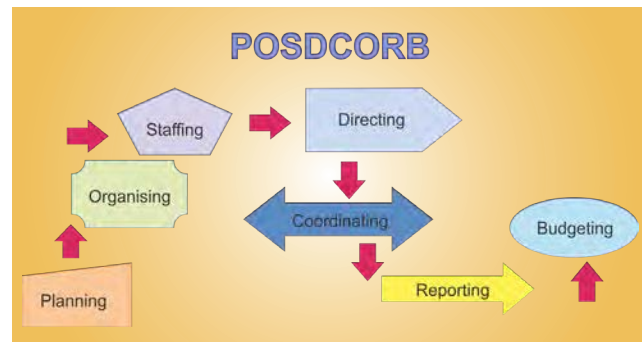 POSDCORB
Planning
Organising
Staffing
Directing
Coordinating
Reporting
Budgeting